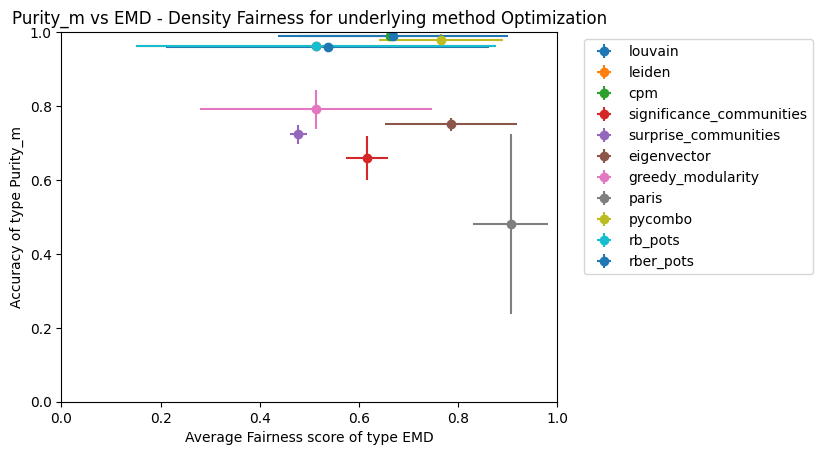 Purity_m vs EMD - Density Fairness for underlying method Optimization
Accuracy of type Purity_m
1.0
0.8
0.6
0.4
0.2
0.0
0.0 0.2 0.4 0.6 0.8 1.0
Average Fairness score of type EMD
louvain
leiden
cpm
significance_communities
surprise_communities
eigenvector
greedy_modularity
paris
pycombo
rb_pots
rber_pots